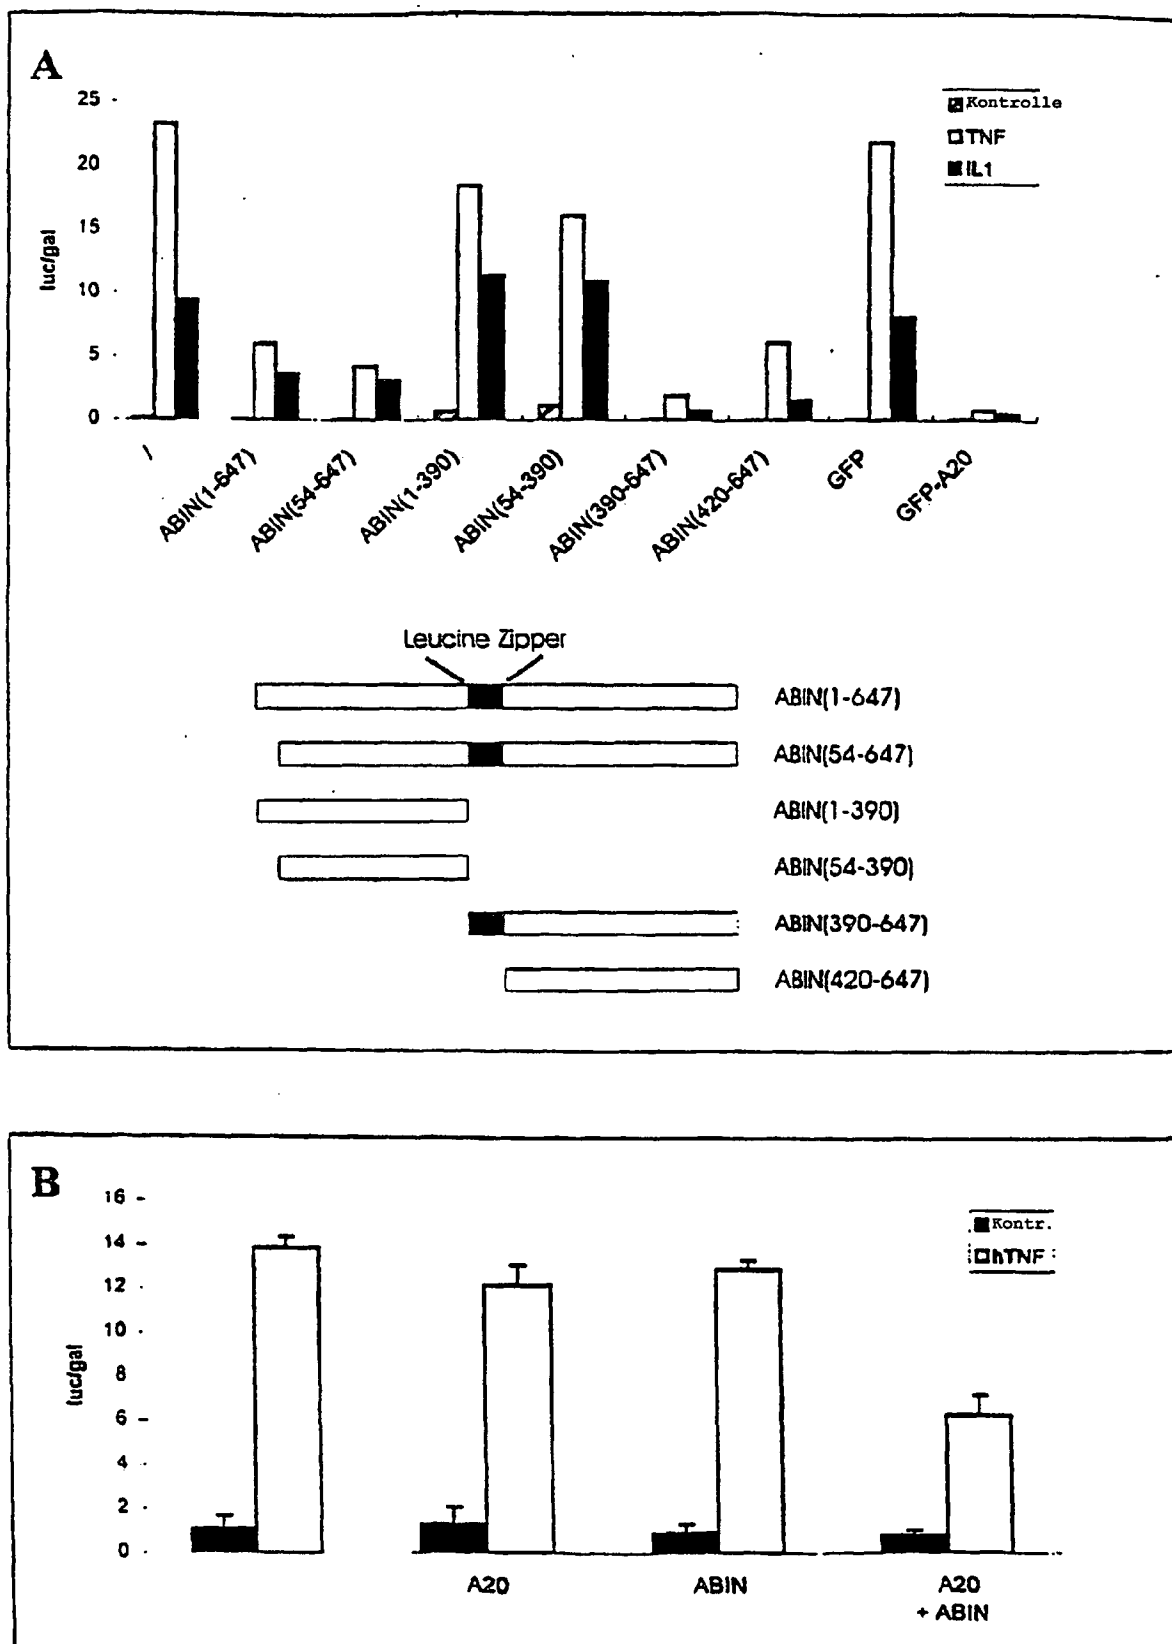 A
25
20
15
10
5
0
luc/gal
Kontrolle
TNF
IL1
/
ABIN(1-647)
ABIN(54-647)
ABIN(1-390)
ABIN(54-390)
ABIN(390-647)
ABIN(420-647)
GFP
GFP-A20
Leucine Zipper
ABIN(1-647)
ABIN(54-647)
ABIN(1-390)
ABIN(54-390)
ABIN(390-647)
ABIN(420-647)
B
16
14
12
10
8
6
4
2
0
luc/gal
Kontr.
hTNF
A20
ABIN
A20
+ ABIN